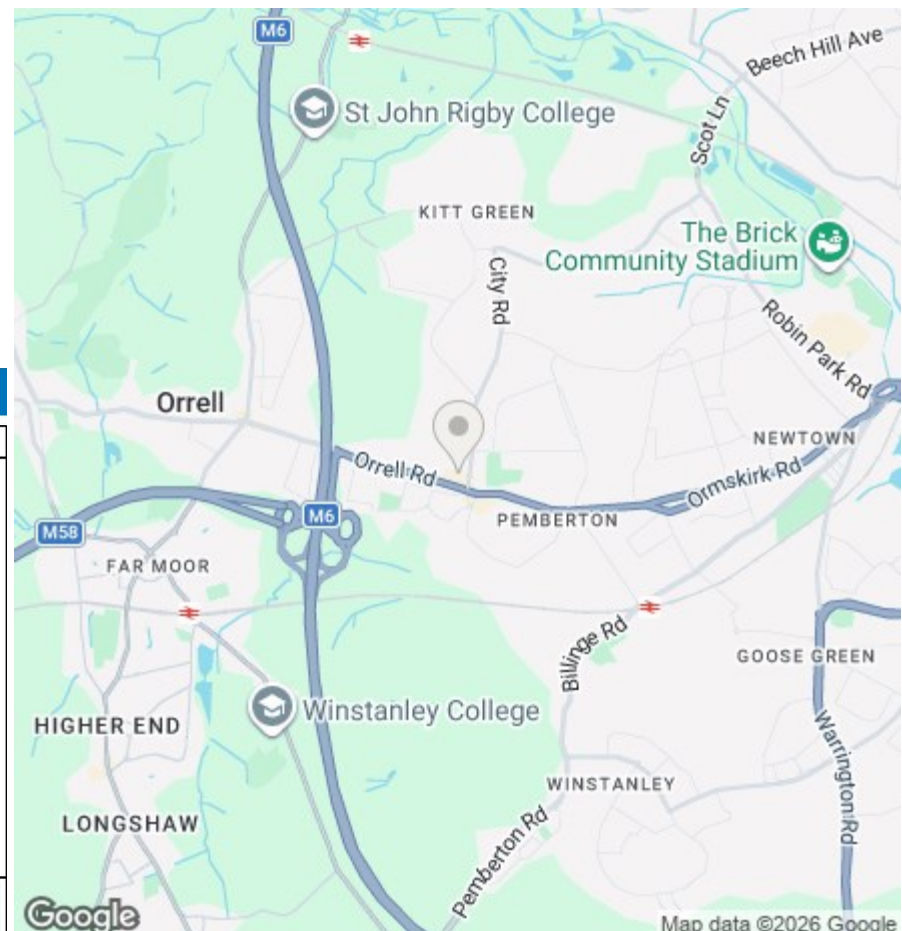 M6
Beech Hill Ave
St John Rigby College
Scot Ln
KITT GREEN
The Brick
Community Stadium
City Rd
Robin Park Rd
Orrell
NEWTOWN
Orrell Rd
Ormskirk Rd
M6
PEMBERTON
M58
FAR MOOR
Billinge Rd
GOOSE GREEN
Winstanley College
HIGHER END
Warrington Rd
WINSTANLEY
LONGSHAW
Pemberton Rd
Google
Map data ©2026 Google